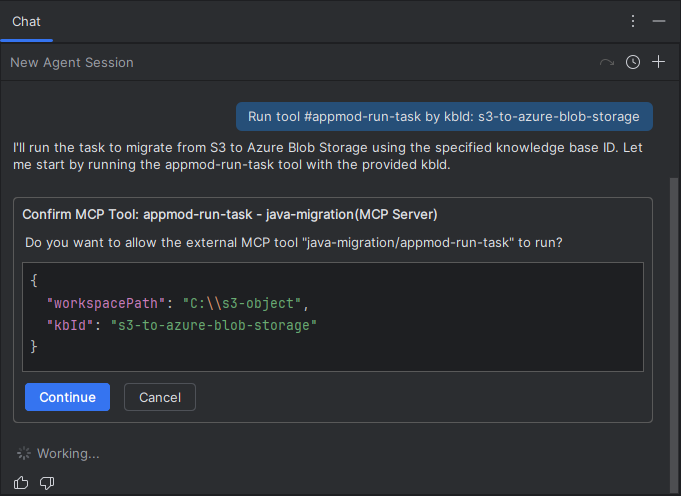 Chat
New Agent Session
Run tool #appmod-run-task by kbId: s3-to-azure-blob-storage
I'll run the task to migrate from S3 to Azure Blob Storage using the specified knowledge base ID. Let
me start by running the appmod-run-task tool with the provided kbId.
Confirm MCP Tool: appmod-run-task - java-migration(MCP Server)
Do you want to allow the external MCP tool "java-migration/appmod-run-task" to run?
{
"workspacePath": "C:\\s3-object",
"kbId": "s3-to-azure-blob-storage"
}
Continue
Cancel
Working...